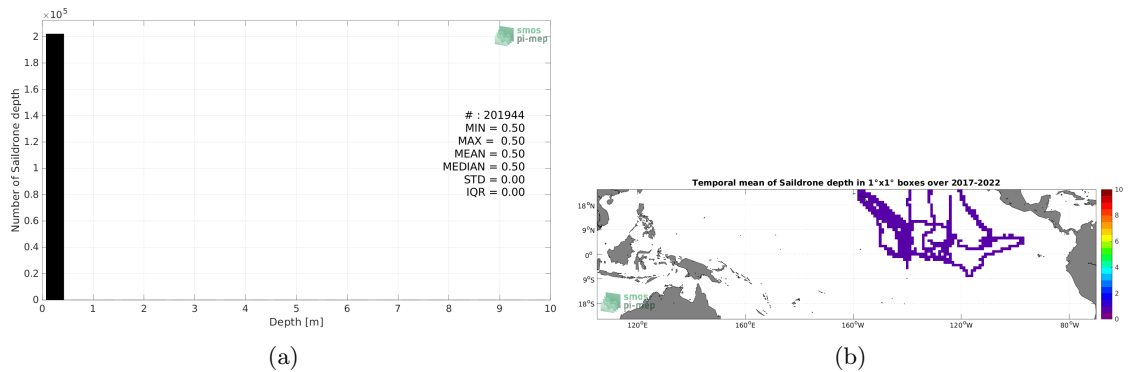 ×10⁵
2
1.8
1.6
1.4
1.2
1
0.8
0.6
0.4
0.2
0
Number of Saildrone depth
smos
pi-mep
# : 201944
MIN = 0.50
MAX = 0.50
MEAN = 0.50
MEDIAN = 0.50
STD = 0.00
IQR = 0.00
0 1 2 3 4 5 6 7 8 9 10
Depth [m]
(a)
Temporal mean of Saildrone depth in 1°x1° boxes over 2017-2022
18°N
9°N
0°
9°S
18°S
smos
pi-mep
120°E 160°E 160°W 120°W 80°W
10
8
6
4
2
0
(b)